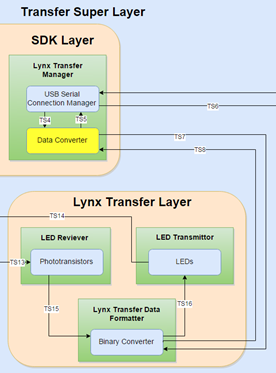 Transfer Super Layer
SDK Layer
Lynx Transfer
Manager
USB Serial
Connection Manager
TS6
TS4
TS5
Data Converter
TS7
TS8
Lynx Transfer Layer
TS14
LED Reviever
LED Transmittor
TS13
Phototransistors
LEDs
TS15
TS16
Lynx Transfer Data
Formatter
Binary Converter